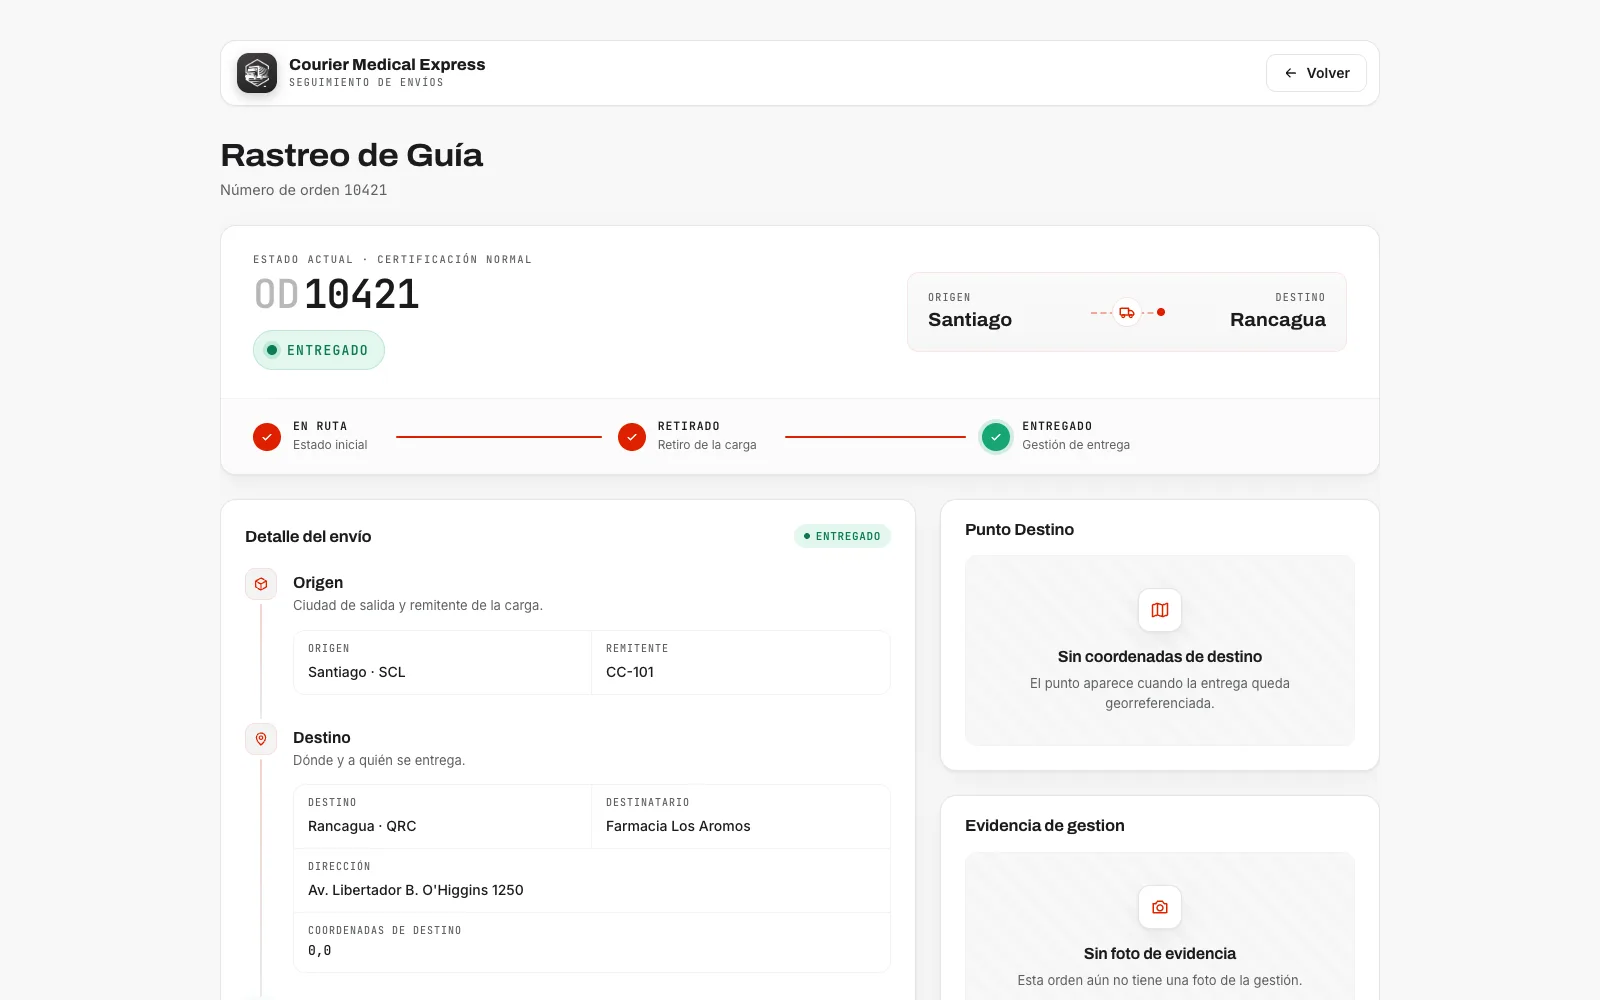 Courier Medical Express
SEGUIMIENTO DE ENVÍOS
Volver
Rastreo de Guía
Número de orden 10421
ESTADO ACTUAL · CERTIFICACIÓN NORMAL
OD10421
ENTREGADO
ORIGEN
Santiago
DESTINO
Rancagua
EN RUTA
Estado inicial
RETIRADO
Retiro de la carga
ENTREGADO
Gestión de entrega
Detalle del envío
ENTREGADO
Origen
Ciudad de salida y remitente de la carga.
ORIGEN
Santiago · SCL
REMITENTE
CC-101
Destino
Dónde y a quién se entrega.
DESTINO
Rancagua · QRC
DESTINATARIO
Farmacia Los Aromos
DIRECCIÓN
Av. Libertador B. O'Higgins 1250
COORDENADAS DE DESTINO
0,0
Punto Destino
Sin coordenadas de destino
El punto aparece cuando la entrega queda
georreferenciada.
Evidencia de gestion
Sin foto de evidencia
Esta orden aún no tiene una foto de la gestión.